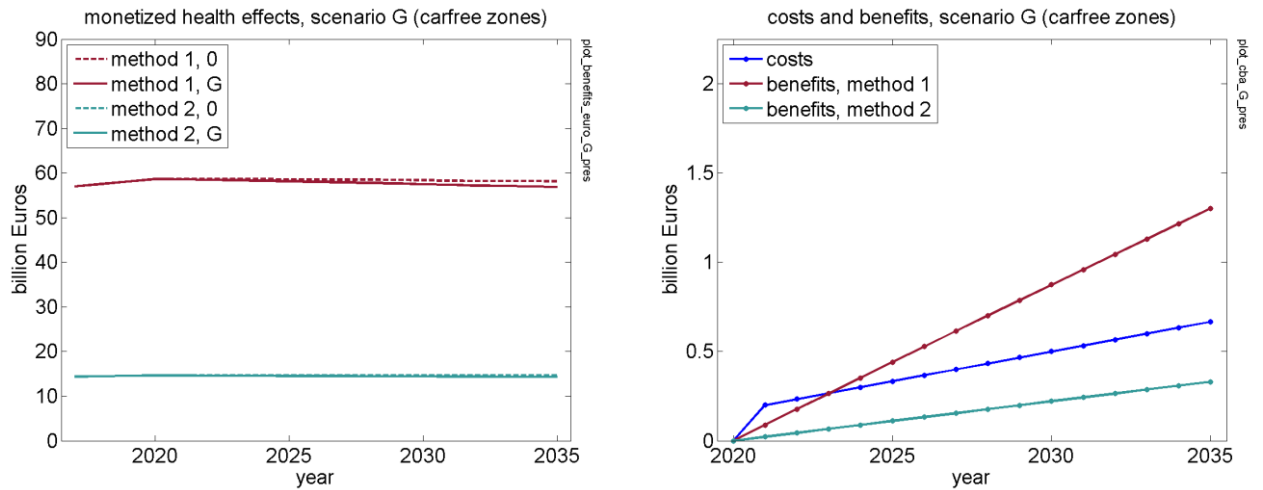 monetized health effects, scenario G (carfree zones)
90
80
70
60
50
40
30
20
10
0
billion Euros
method 1, 0
method 1, G
method 2, 0
method 2, G
2020
2025
2030
2035
year
plot_benefits_euro_G_pres
costs and benefits, scenario G (carfree zones)
2
1.5
1
0.5
0
billion Euros
costs
benefits, method 1
benefits, method 2
2020
2025
2030
2035
year
plot_cba_G_pres